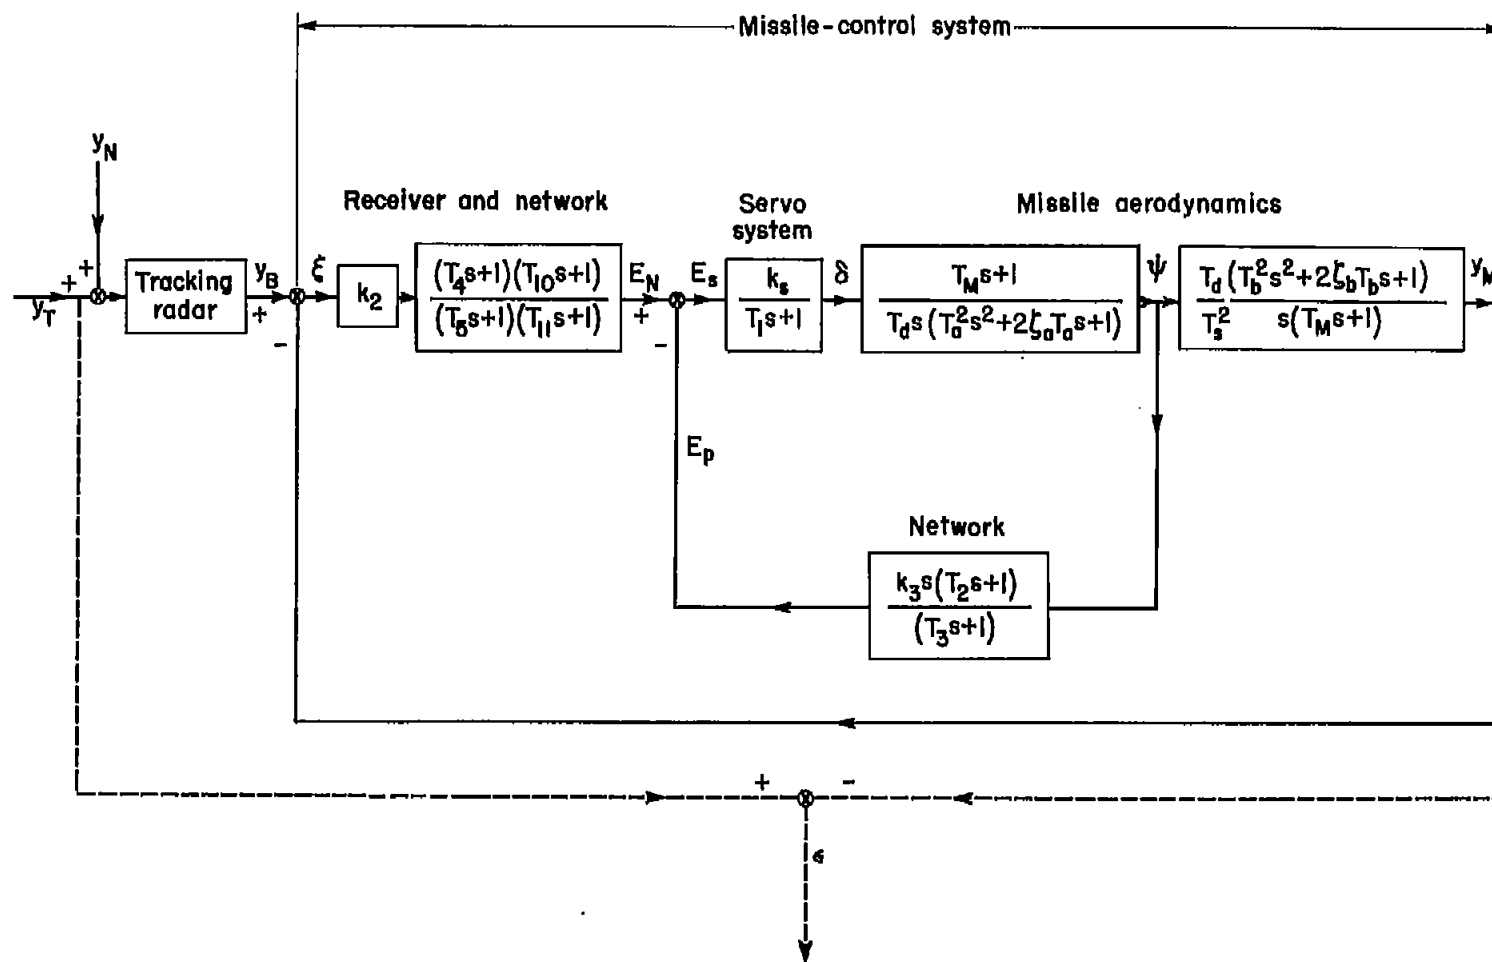 Missile-control system
y_N
Receiver and network
Servo system
Missile aerodynamics
+
+
y_T
Tracking radar
y_B
+
-
ξ
k_2
(T_4s+1)(T_10s+1)
(T_5s+1)(T_11s+1)
E_N
+
-
E_s
k_s
T_1s+1
δ
T_Ms+1
T_ds(T_a^2s^2+2ζ_aT_as+1)
ψ
T_d(T_b^2s^2+2ζ_bT_bs+1)
T_s^2 s(T_Ms+1)
y_M
E_p
Network
k_3s(T_2s+1)
(T_3s+1)
+
-
ε